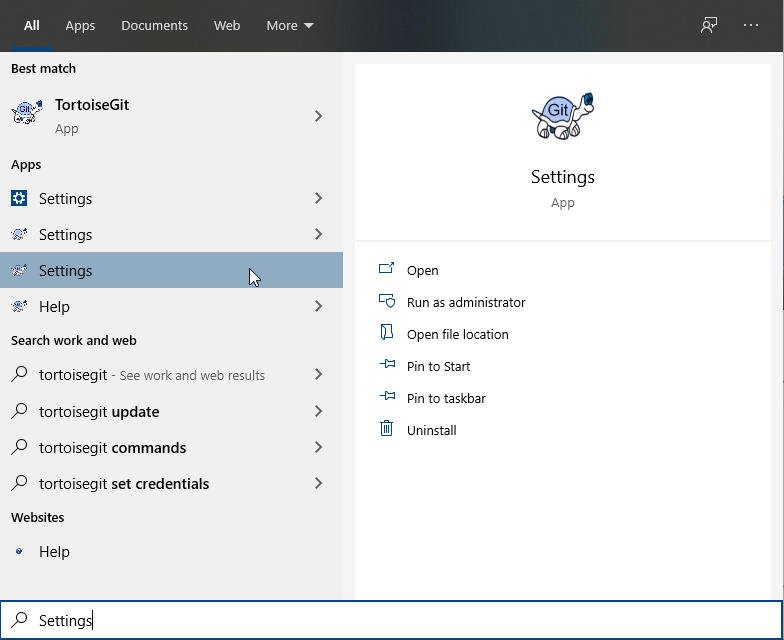 All Apps Documents Web More
Best match
Git
TortoiseGit
App
Apps
Settings
Settings
Settings
Help
Search work and web
tortoisegit - See work and web results
tortoisegit update
tortoisegit commands
tortoisegit set credentials
Websites
Help
Git
Settings
App
Open
Run as administrator
Open file location
Pin to Start
Pin to taskbar
Uninstall
Settings